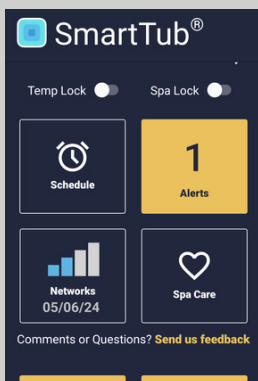 SmartTub®
Temp Lock
Spa Lock
Schedule
1
Alerts
Networks
05/06/24
Spa Care
Comments or Questions? Send us feedback